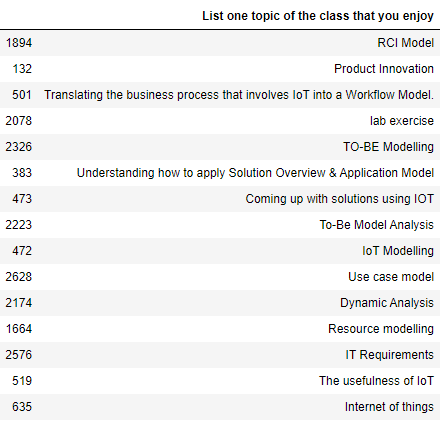 List one topic of the class that you enjoy
1894 RCI Model
132 Product Innovation
501 Translating the business process that involves IoT into a Workflow Model.
2078 lab exercise
2326 TO-BE Modelling
383 Understanding how to apply Solution Overview & Application Model
473 Coming up with solutions using IOT
2223 To-Be Model Analysis
472 IoT Modelling
2628 Use case model
2174 Dynamic Analysis
1664 Resource modelling
2576 IT Requirements
519 The usefulness of IoT
635 Internet of things